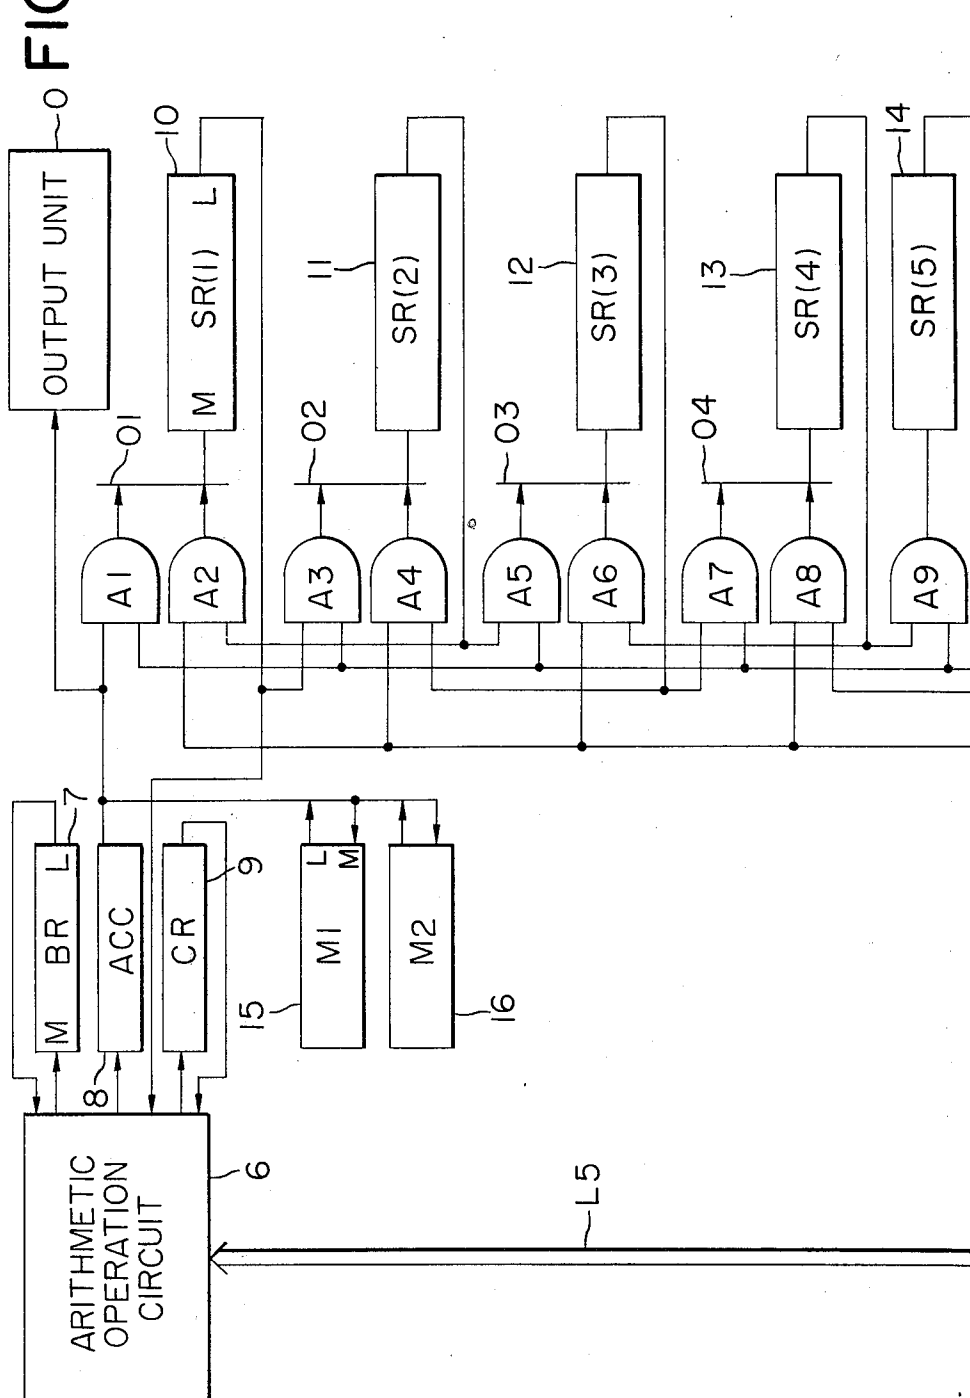 FIG
OUTPUT UNIT
0
10
M SR(1) L
01
A1
A2
11
SR(2)
02
A3
A4
12
SR(3)
03
A5
A6
13
SR(4)
04
A7
A8
14
SR(5)
A9
7
M BR L
8
ACC
9
CR
15
L
M
M1
16
M2
ARITHMETIC
OPERATION
CIRCUIT
6
L5